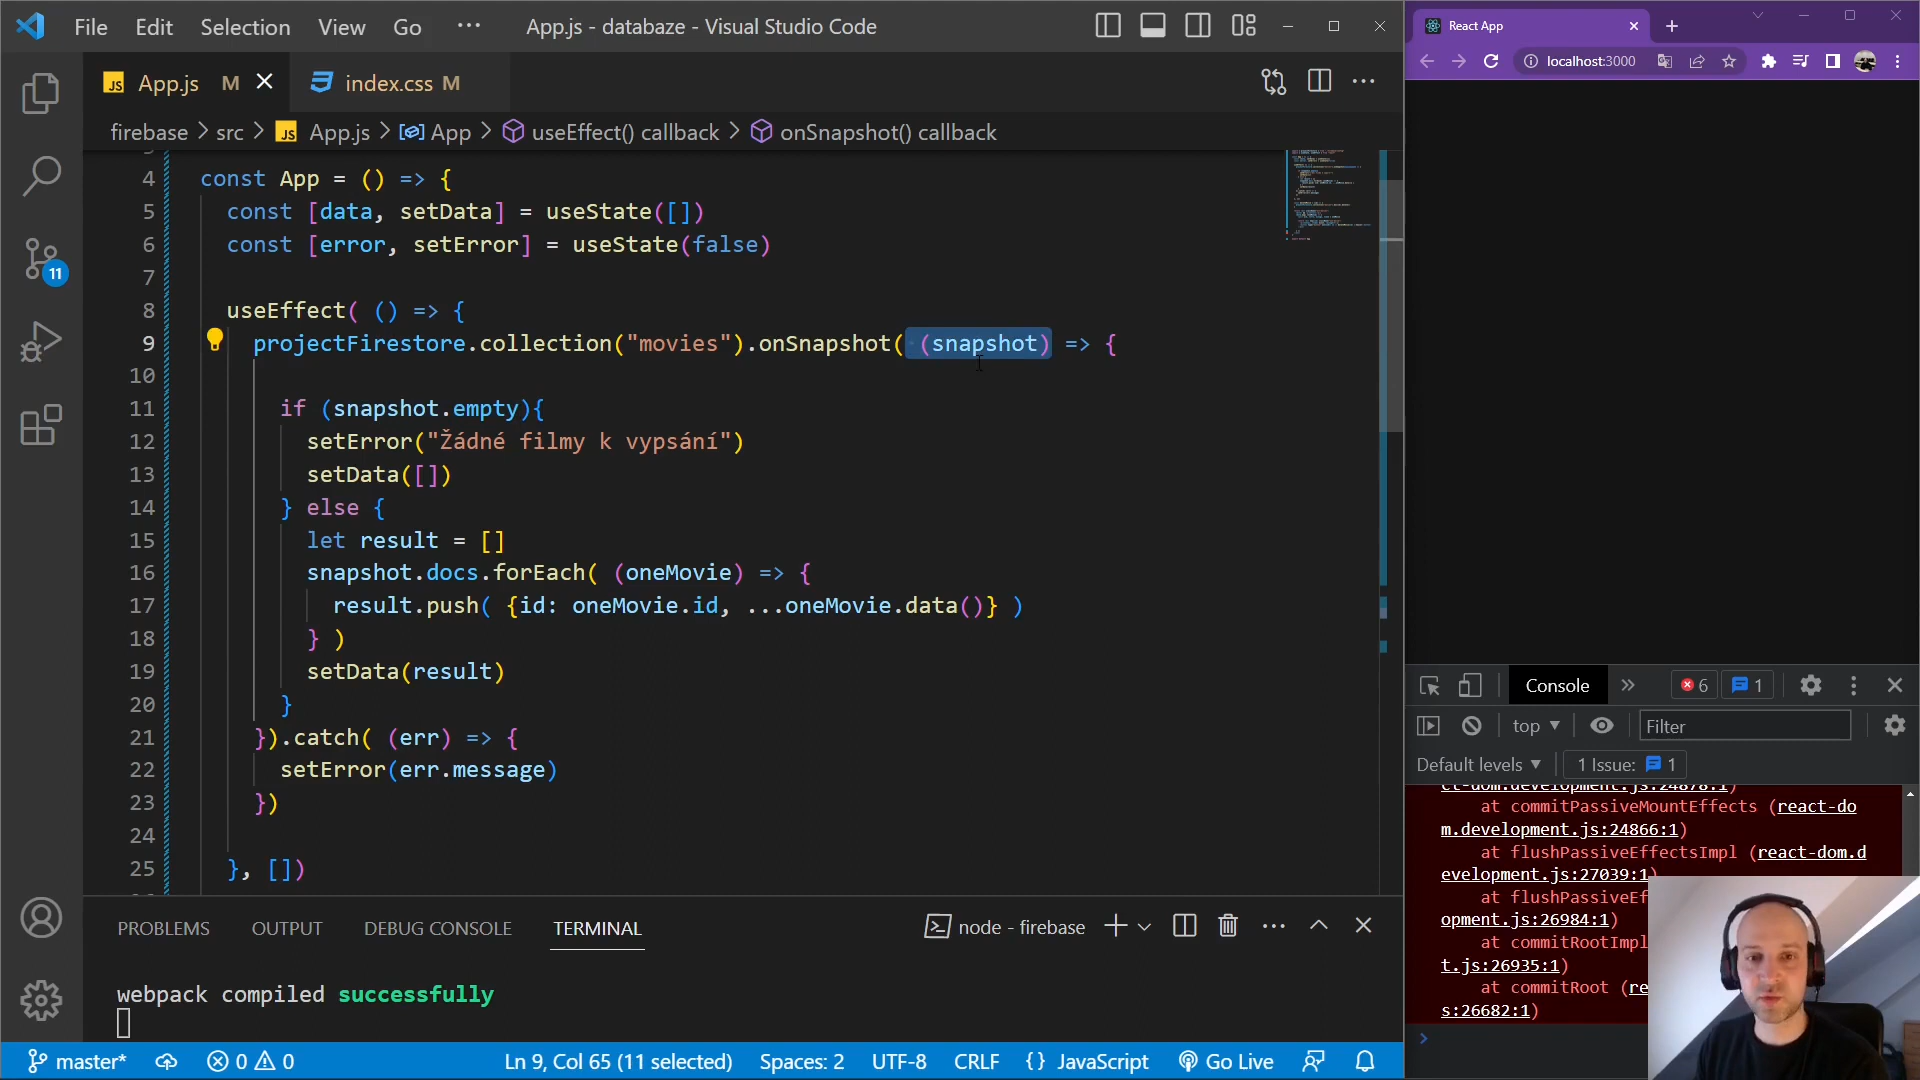 File Edit Selection View Go ··· App.js - databaze - Visual Studio Code
JS App.js M
index.css M
firebase > src > JS App.js > App > useEffect() callback > onSnapshot() callback
4 const App = () => {
5 const [data, setData] = useState([])
6 const [error, setError] = useState(false)
7
8 useEffect( () => {
9 projectFirestore.collection("movies").onSnapshot( (snapshot) => {
10
11 if (snapshot.empty){
12 setError("Žádné filmy k vypsání")
13 setData([])
14 } else {
15 let result = []
16 snapshot.docs.forEach( (oneMovie) => {
17 result.push( {id: oneMovie.id, ...oneMovie.data()} )
18 } )
19 setData(result)
20 }
21 }).catch( (err) => {
22 setError(err.message)
23 })
24
25 }, [])
11
PROBLEMS OUTPUT DEBUG CONSOLE TERMINAL
node - firebase
webpack compiled successfully
master* 0 0 Ln 9, Col 65 (11 selected) Spaces: 2 UTF-8 CRLF {} JavaScript Go Live
React App
localhost:3000
Console » 6 1
top Filter
Default levels 1 Issue: 1
ct-dom.development.js:24878:1)
at commitPassiveMountEffects (react-do
m.development.js:24866:1)
at flushPassiveEffectsImpl (react-dom.d
evelopment.js:27039:1)
at flushPassiveEf
opment.js:26984:1)
at commitRootImpl
t.js:26935:1)
at commitRoot (re
s:26682:1)